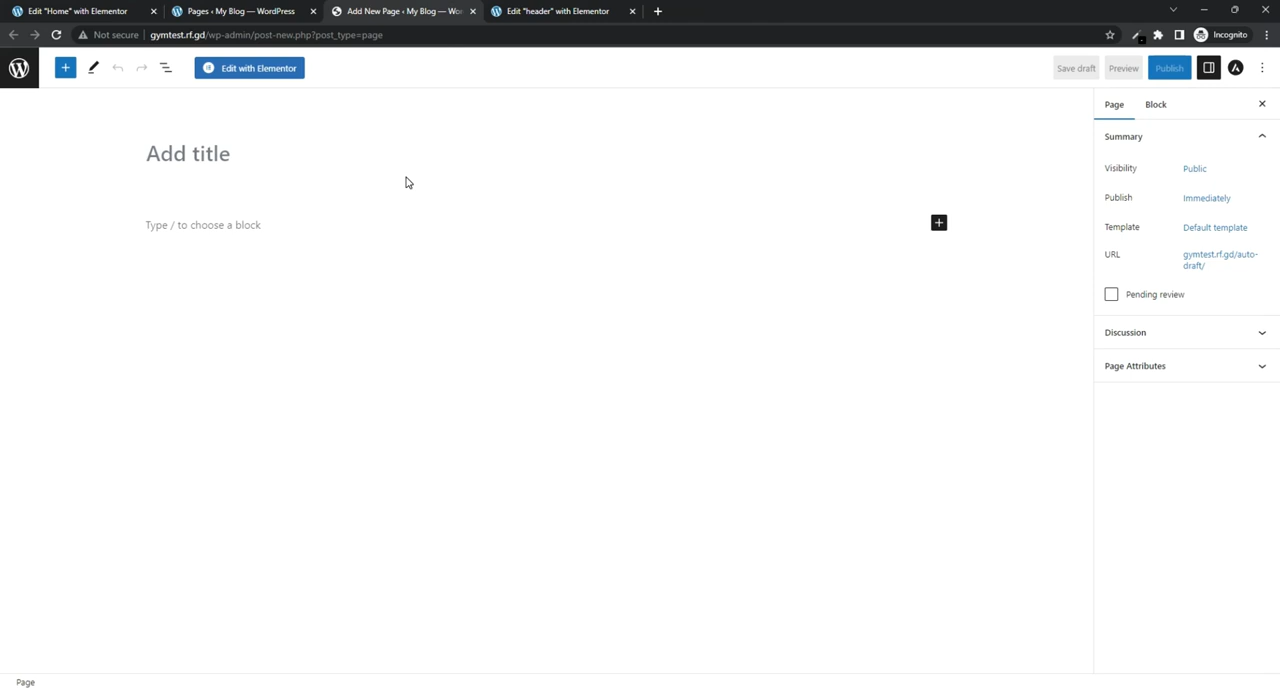 Edit "Home" with Elementor
Pages ‹ My Blog — WordPress
Add New Page ‹ My Blog — Wor
Edit "header" with Elementor
Not secure
gymtest.rf.gd/wp-admin/post-new.php?post_type=page
Incognito
Edit with Elementor
Save draft
Preview
Publish
Add title
Type / to choose a block
Page
Block
Summary
Visibility
Public
Publish
Immediately
Template
Default template
URL
gymtest.rf.gd/auto-
draft/
Pending review
Discussion
Page Attributes
Page